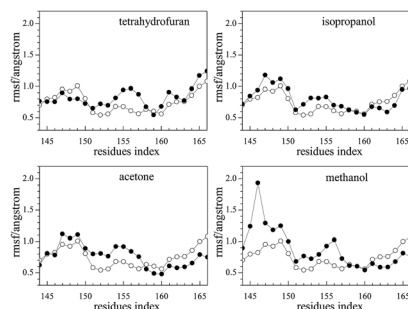 tetrahydrofuran
isopropanol
rmsf/angstrom
2.0
1.5
1.0
0.5
145 150 155 160 165
residues index
rmsf/angstrom
2.0
1.5
1.0
0.5
145 150 155 160 165
residues index
acetone
methanol
rmsf/angstrom
2.0
1.5
1.0
0.5
145 150 155 160 165
residues index
rmsf/angstrom
2.0
1.5
1.0
0.5
145 150 155 160 165
residues index